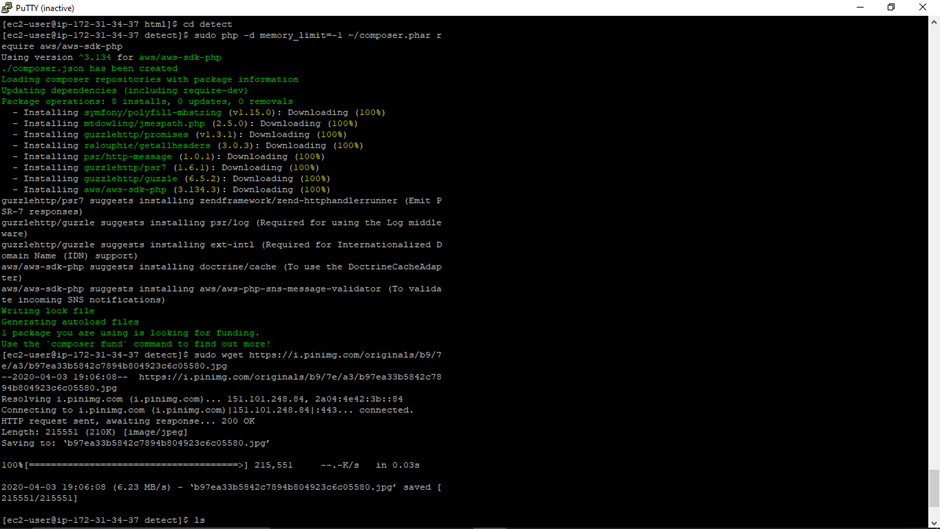 PuTTY (inactive)
[ec2-user@ip-172-31-34-37 html]$ cd detect
[ec2-user@ip-172-31-34-37 detect]$ sudo php -d memory_limit=-1 ~/composer.phar r
equire aws/aws-sdk-php
Using version ^3.134 for aws/aws-sdk-php
./composer.json has been created
Loading composer repositories with package information
Updating dependencies (including require-dev)
Package operations: 8 installs, 0 updates, 0 removals
  - Installing symfony/polyfill-mbstring (v1.15.0): Downloading (100%)
  - Installing mtdowling/jmespath.php (2.5.0): Downloading (100%)
  - Installing guzzlehttp/promises (v1.3.1): Downloading (100%)
  - Installing ralouphie/getallheaders (3.0.3): Downloading (100%)
  - Installing psr/http-message (1.0.1): Downloading (100%)
  - Installing guzzlehttp/psr7 (1.6.1): Downloading (100%)
  - Installing guzzlehttp/guzzle (6.5.2): Downloading (100%)
  - Installing aws/aws-sdk-php (3.134.3): Downloading (100%)
guzzlehttp/psr7 suggests installing zendframework/zend-httphandlerrunner (Emit P
SR-7 responses)
guzzlehttp/guzzle suggests installing psr/log (Required for using the Log middle
ware)
guzzlehttp/guzzle suggests installing ext-intl (Required for Internationalized D
omain Name (IDN) support)
aws/aws-sdk-php suggests installing doctrine/cache (To use the DoctrineCacheAdap
ter)
aws/aws-sdk-php suggests installing aws/aws-php-sns-message-validator (To valida
te incoming SNS notifications)
Writing lock file
Generating autoload files
1 package you are using is looking for funding.
Use the `composer fund` command to find out more!
[ec2-user@ip-172-31-34-37 detect]$ sudo wget https://i.pinimg.com/originals/b9/7
e/a3/b97ea33b5842c7894b804923c6c05580.jpg
--2020-04-03 19:06:08--  https://i.pinimg.com/originals/b9/7e/a3/b97ea33b5842c78
94b804923c6c05580.jpg
Resolving i.pinimg.com (i.pinimg.com)... 151.101.248.84, 2a04:4e42:3b::84
Connecting to i.pinimg.com (i.pinimg.com)|151.101.248.84|:443... connected.
HTTP request sent, awaiting response... 200 OK
Length: 215551 (210K) [image/jpeg]
Saving to: ‘b97ea33b5842c7894b804923c6c05580.jpg’
100%[======================================>] 215,551     --.-K/s   in 0.03s
2020-04-03 19:06:08 (6.23 MB/s) - ‘b97ea33b5842c7894b804923c6c05580.jpg’ saved [
215551/215551]
[ec2-user@ip-172-31-34-37 detect]$ ls